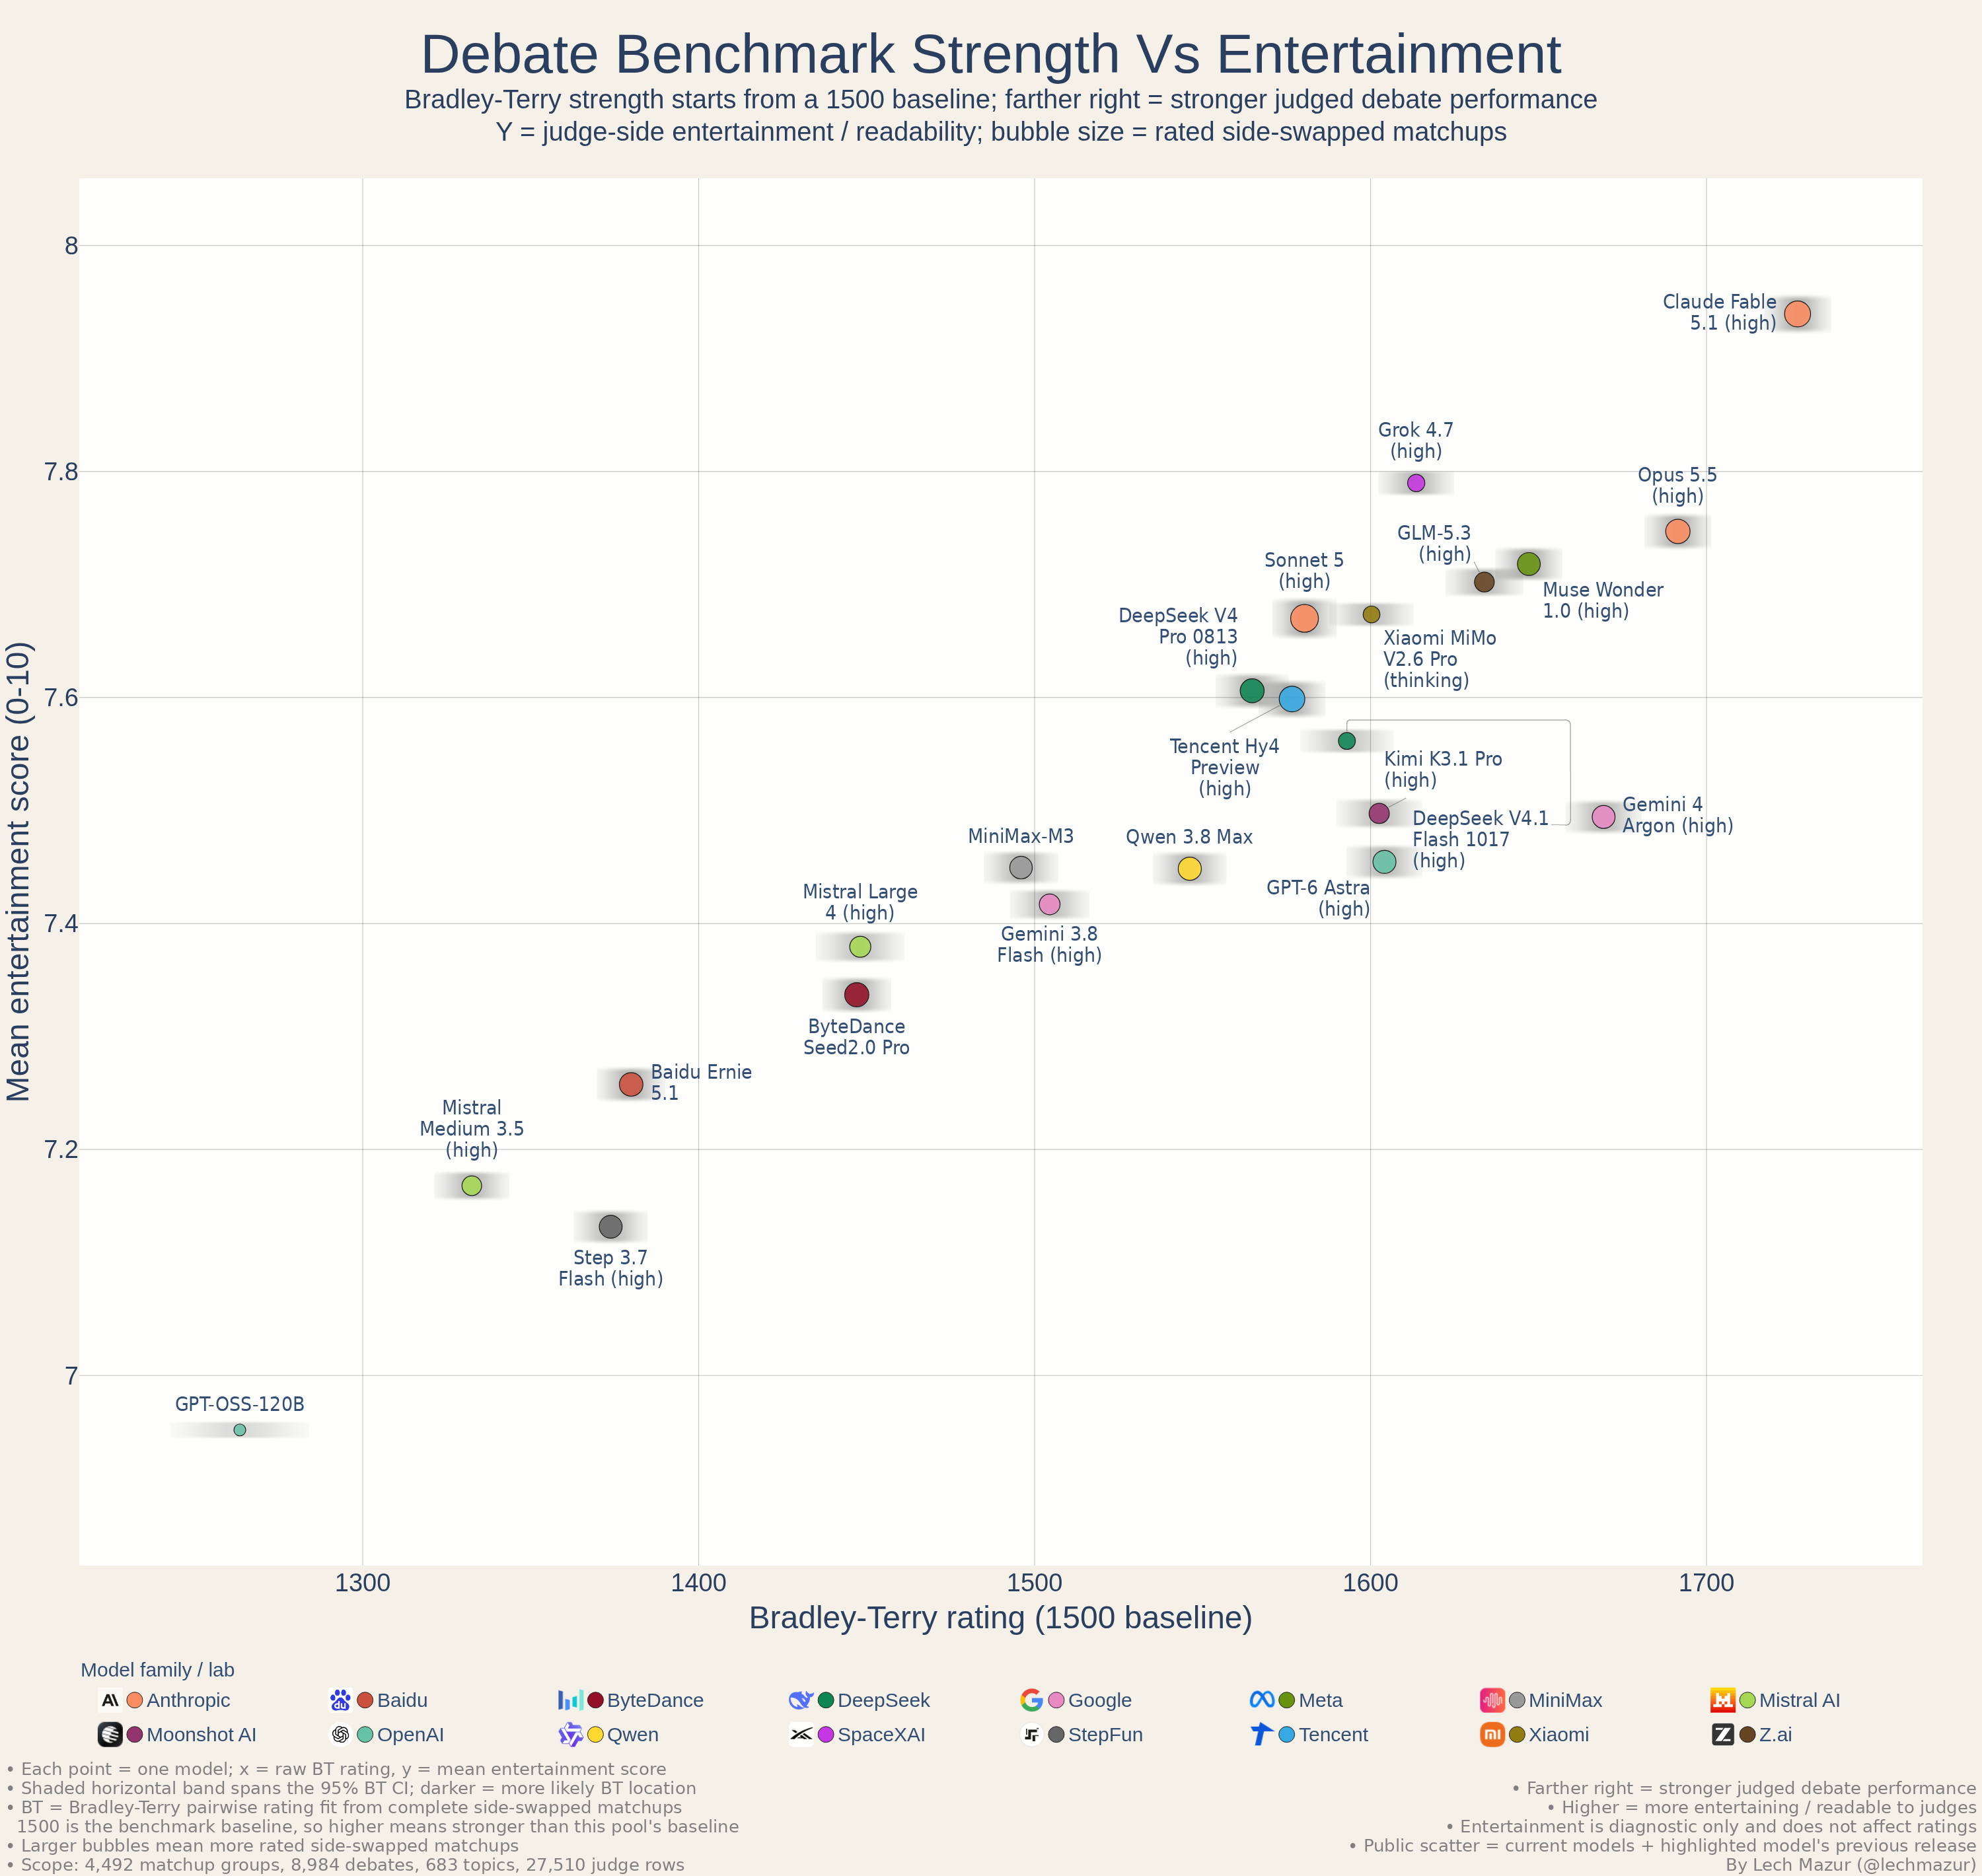 Debate Benchmark Strength Vs Entertainment
Bradley-Terry strength starts from a 1500 baseline; farther right = stronger judged debate performance
Y = judge-side entertainment / readability; bubble size = rated side-swapped matchups
Mean entertainment score (0-10)
8
7.8
7.6
7.4
7.2
7
Claude Fable
5.1 (high)
Grok 4.7
(high)
Opus 5.5
(high)
GLM-5.3
(high)
Sonnet 5
(high)
Muse Wonder
1.0 (high)
DeepSeek V4
Pro 0813
(high)
Xiaomi MiMo
V2.6 Pro
(thinking)
Tencent Hy4
Preview
(high)
Kimi K3.1 Pro
(high)
Gemini 4
Argon (high)
DeepSeek V4.1
Flash 1017
(high)
MiniMax-M3
Qwen 3.8 Max
GPT-6 Astra
(high)
Mistral Large
4 (high)
Gemini 3.8
Flash (high)
ByteDance
Seed2.0 Pro
Baidu Ernie
5.1
Mistral
Medium 3.5
(high)
Step 3.7
Flash (high)
GPT-OSS-120B
1300
1400
1500
1600
1700
Bradley-Terry rating (1500 baseline)
Model family / lab
Anthropic
Baidu
ByteDance
DeepSeek
Google
Meta
MiniMax
Mistral AI
Moonshot AI
OpenAI
Qwen
SpaceXAI
StepFun
Tencent
Xiaomi
Z.ai
• Each point = one model; x = raw BT rating, y = mean entertainment score
• Shaded horizontal band spans the 95% BT CI; darker = more likely BT location
• BT = Bradley-Terry pairwise rating fit from complete side-swapped matchups
1500 is the benchmark baseline, so higher means stronger than this pool's baseline
• Larger bubbles mean more rated side-swapped matchups
• Scope: 4,492 matchup groups, 8,984 debates, 683 topics, 27,510 judge rows
• Farther right = stronger judged debate performance
• Higher = more entertaining / readable to judges
• Entertainment is diagnostic only and does not affect ratings
• Public scatter = current models + highlighted model's previous release
By Lech Mazur (@lechmazur)